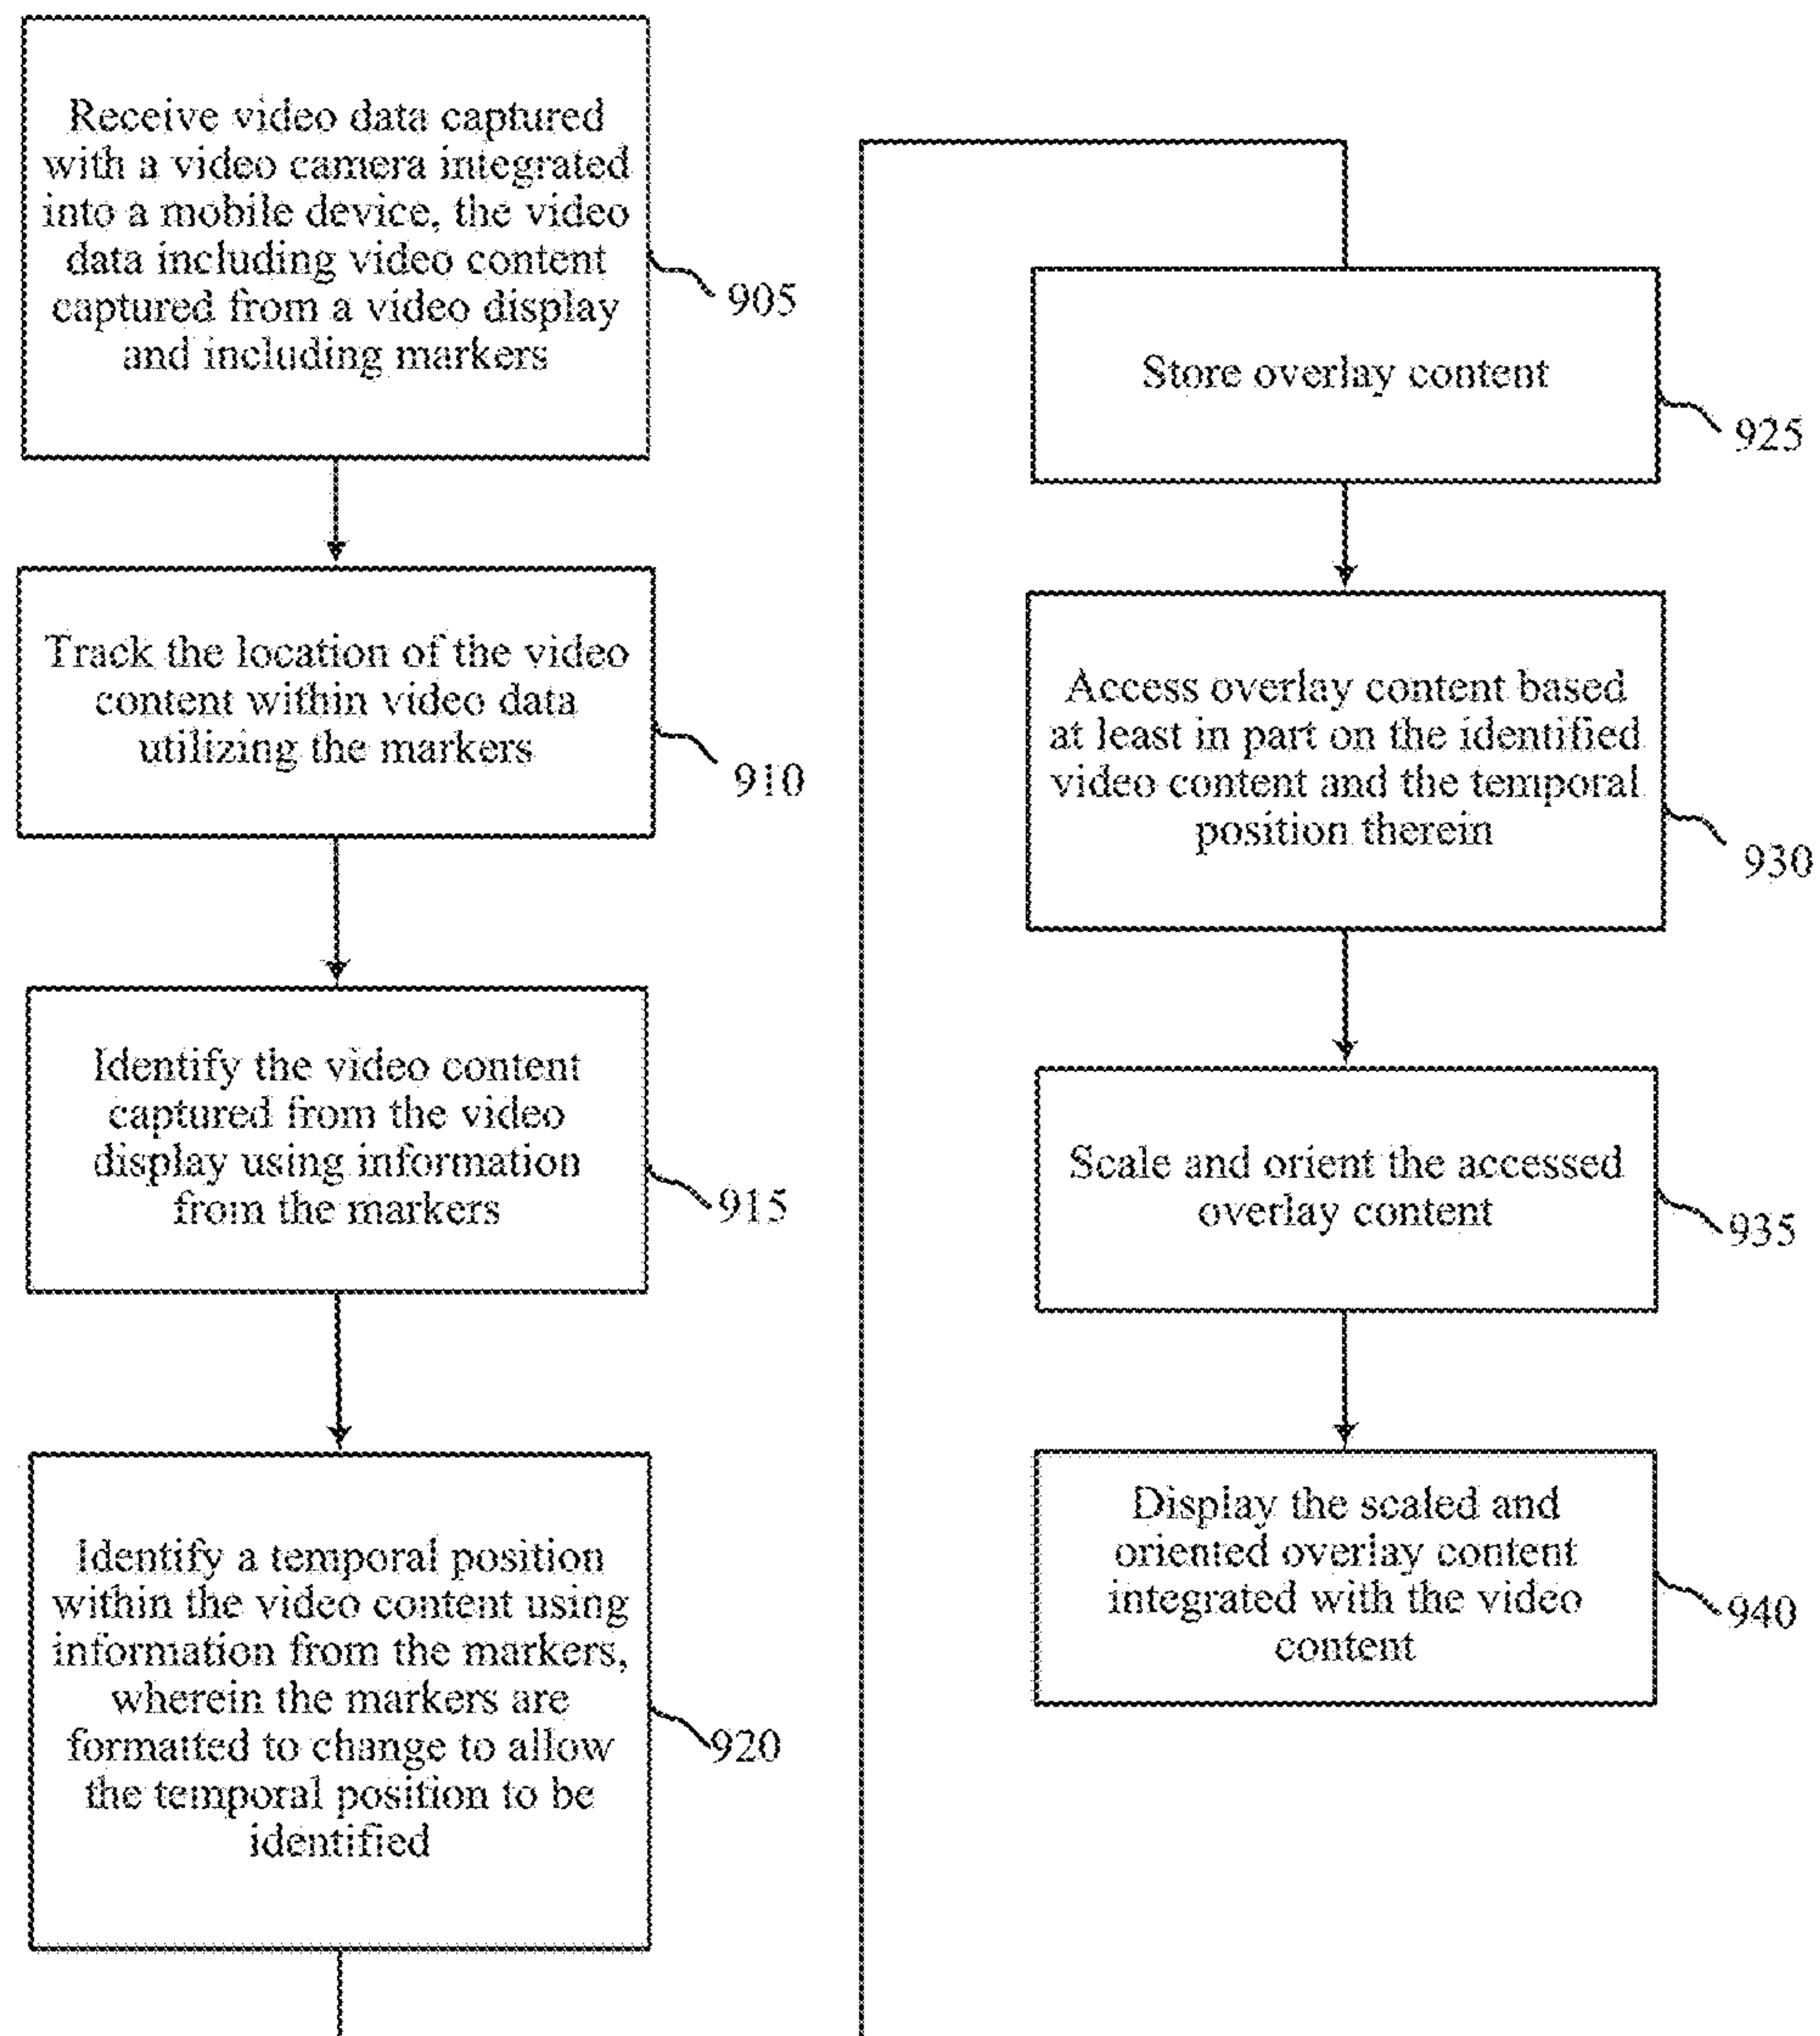 Receive video data captured
with a video camera integrated
into a mobile device, the video
data including video content
captured from a video display
and including markers
905
Track the location of the video
content within video data
utilizing the markers
910
Identify the video content
captured from the video
display using information
from the markers
915
Identify a temporal position
within the video content using
information from the markers,
wherein the markers are
formatted to change to allow
the temporal position to be
identified
920
Store overlay content
925
Access overlay content based
at least in part on the identified
video content and the temporal
position therein
930
Scale and orient the accessed
overlay content
935
Display the scaled and
oriented overlay content
integrated with the video
content
940